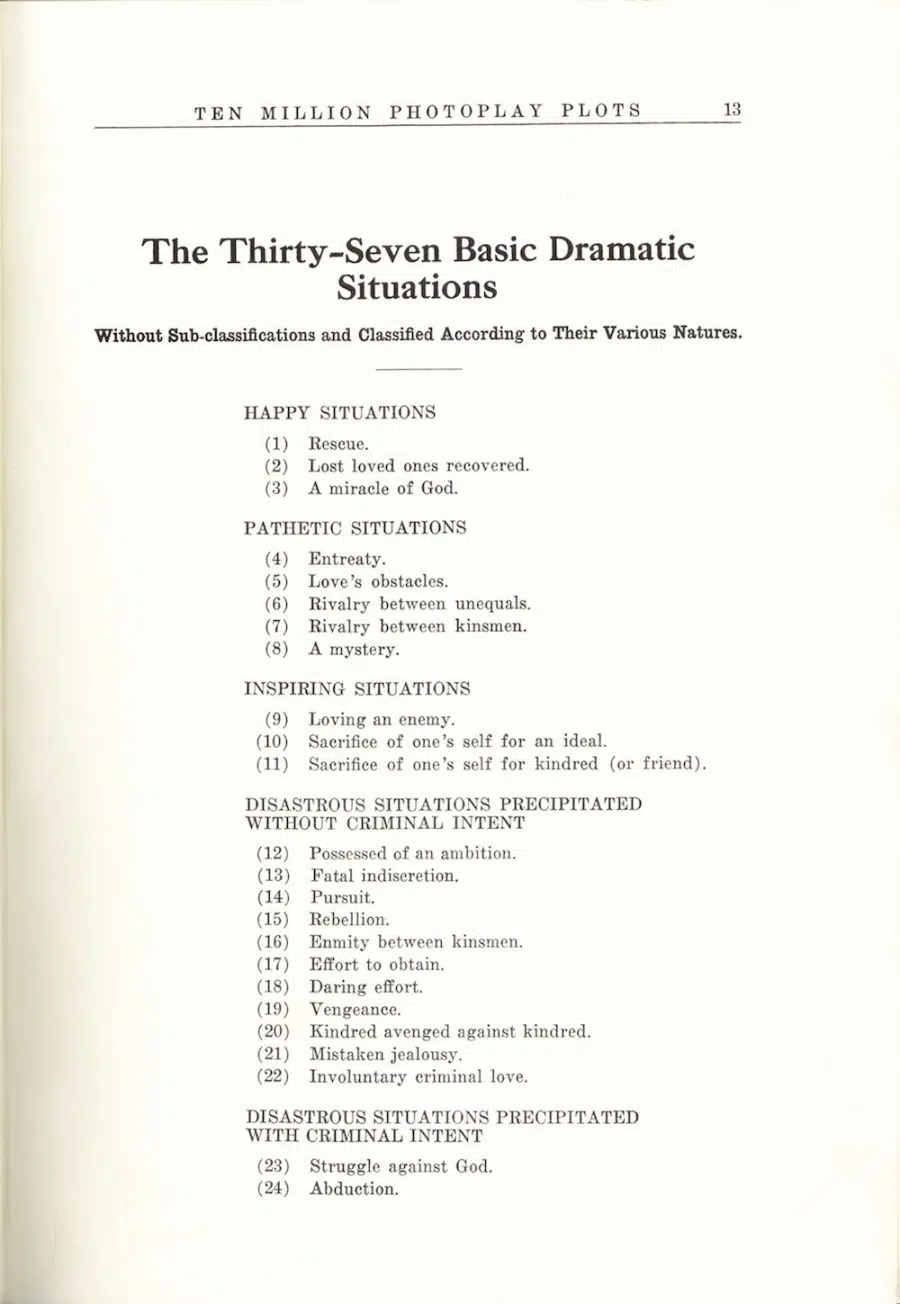 TEN MILLION PHOTOPLAY PLOTS 13
The Thirty-Seven Basic Dramatic
Situations
Without Sub-classifications and Classified According to Their Various Natures.
HAPPY SITUATIONS
(1) Rescue.
(2) Lost loved ones recovered.
(3) A miracle of God.
PATHETIC SITUATIONS
(4) Entreaty.
(5) Love's obstacles.
(6) Rivalry between unequals.
(7) Rivalry between kinsmen.
(8) A mystery.
INSPIRING SITUATIONS
(9) Loving an enemy.
(10) Sacrifice of one's self for an ideal.
(11) Sacrifice of one's self for kindred (or friend).
DISASTROUS SITUATIONS PRECIPITATED
WITHOUT CRIMINAL INTENT
(12) Possessed of an ambition.
(13) Fatal indiscretion.
(14) Pursuit.
(15) Rebellion.
(16) Enmity between kinsmen.
(17) Effort to obtain.
(18) Daring effort.
(19) Vengeance.
(20) Kindred avenged against kindred.
(21) Mistaken jealousy.
(22) Involuntary criminal love.
DISASTROUS SITUATIONS PRECIPITATED
WITH CRIMINAL INTENT
(23) Struggle against God.
(24) Abduction.